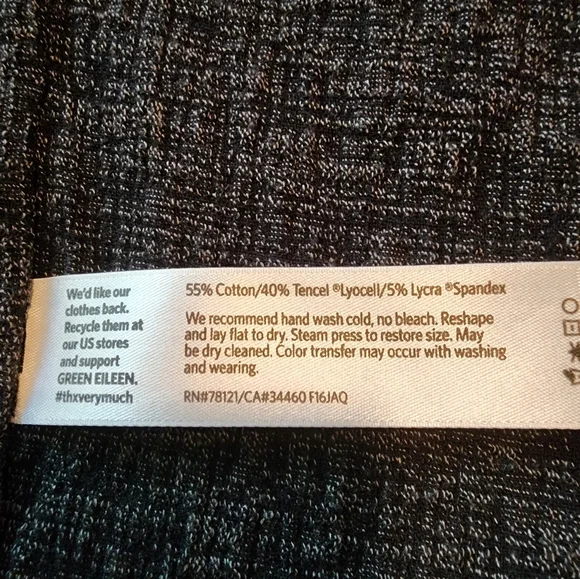 We'd like our
clothes back.
Recycle them at
our US stores
and support
GREEN EILEEN.
#thxverymuch
55% Cotton/40% Tencel ®Lyocell/5% Lycra ®Spandex
We recommend hand wash cold, no bleach. Reshape
and lay flat to dry. Steam press to restore size. May
be dry cleaned. Color transfer may occur with washing
and wearing.
RN#78121/CA#34460 F16JAQ